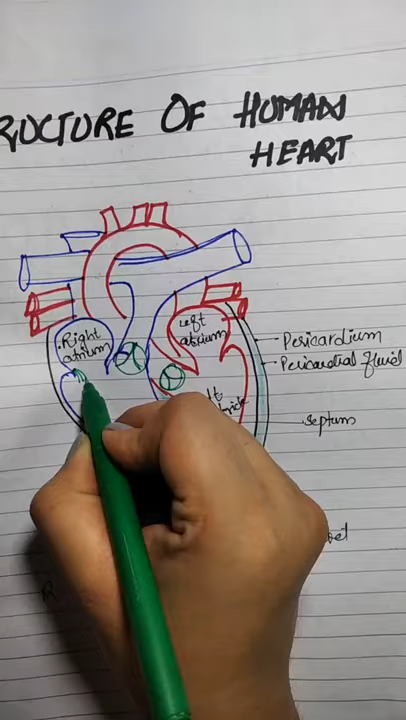 RUCTURE OF HUMAN
HEART
Right
atrium
Left
atrium
Pericardium
Pericardial fluid
septum
R